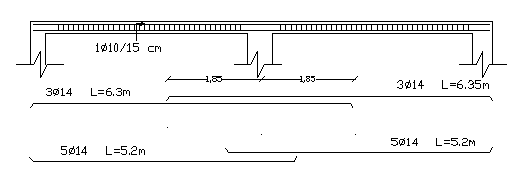 1ø10/15 cm
1,85 1,85
3ø14 L=6.35m
3ø14 L=6.3m
5ø14 L=5.2m
5ø14 L=5.2m